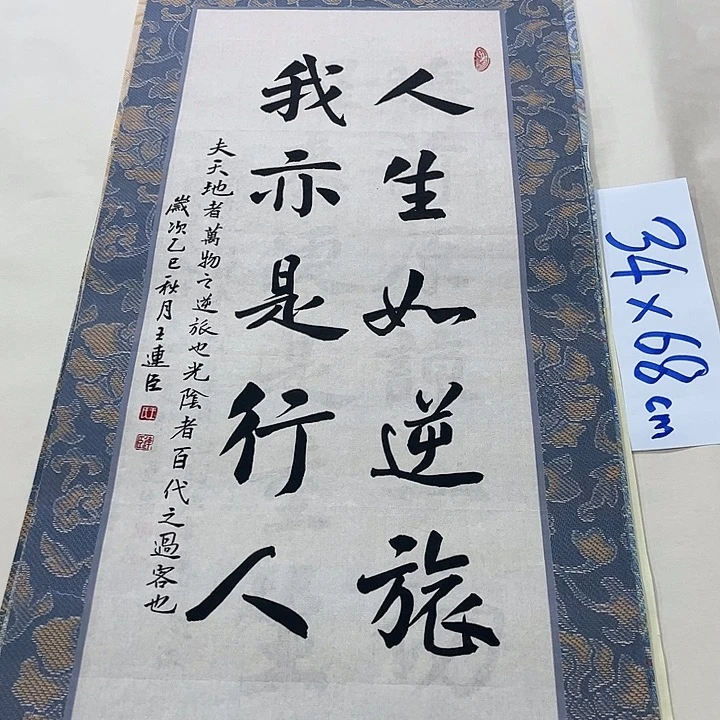 人生如逆旅
我亦是行人
夫天地者萬物之逆旅也光陰者百代之過客也
歲次乙巳秋月王連臣
34×68cm